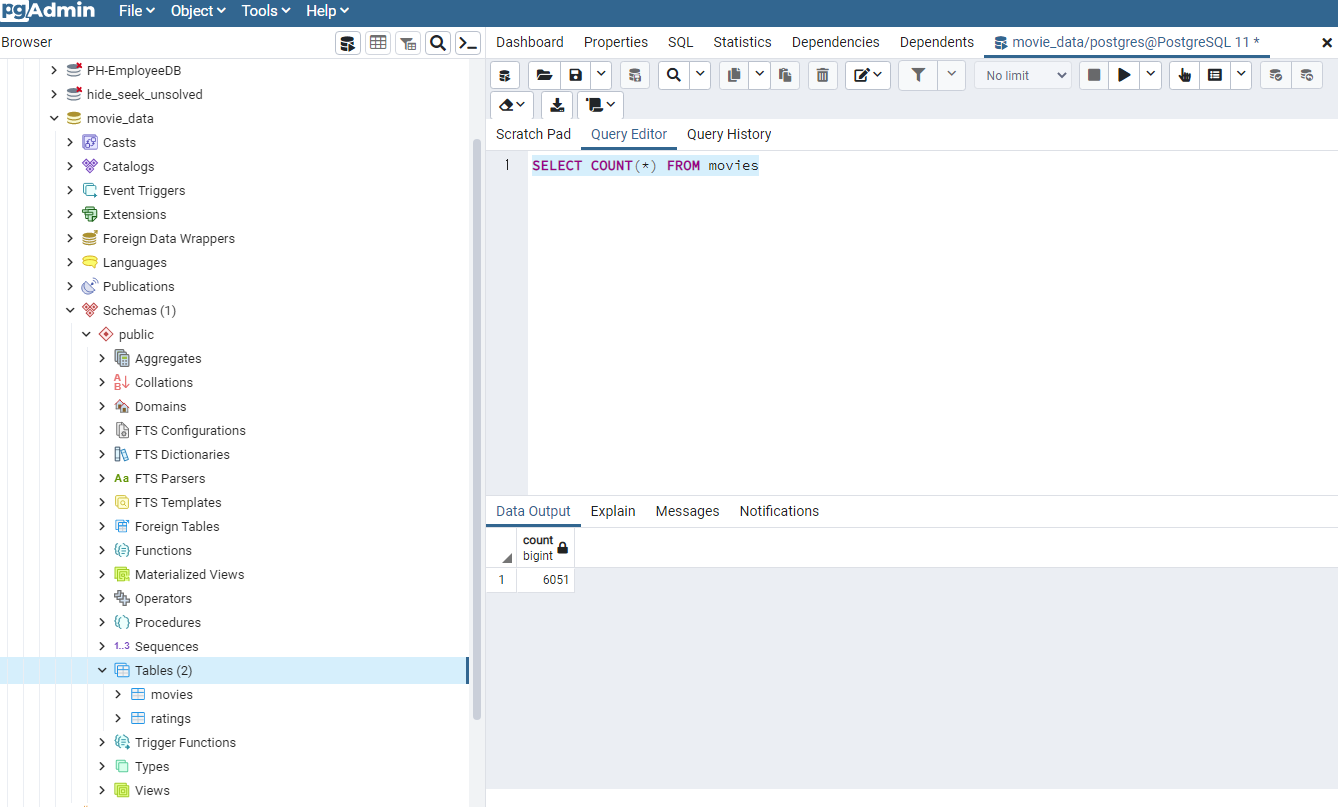 pgAdmin File Object Tools Help
Browser
Dashboard Properties SQL Statistics Dependencies Dependents movie_data/postgres@PostgreSQL 11 *
PH-EmployeeDB
hide_seek_unsolved
movie_data
Casts
Catalogs
Event Triggers
Extensions
Foreign Data Wrappers
Languages
Publications
Schemas (1)
public
Aggregates
Collations
Domains
FTS Configurations
FTS Dictionaries
Aa FTS Parsers
FTS Templates
Foreign Tables
Functions
Materialized Views
Operators
Procedures
1..3 Sequences
Tables (2)
movies
ratings
Trigger Functions
Types
Views
No limit
Scratch Pad Query Editor Query History
1 SELECT COUNT(*) FROM movies
Data Output Explain Messages Notifications
count
bigint
1 6051